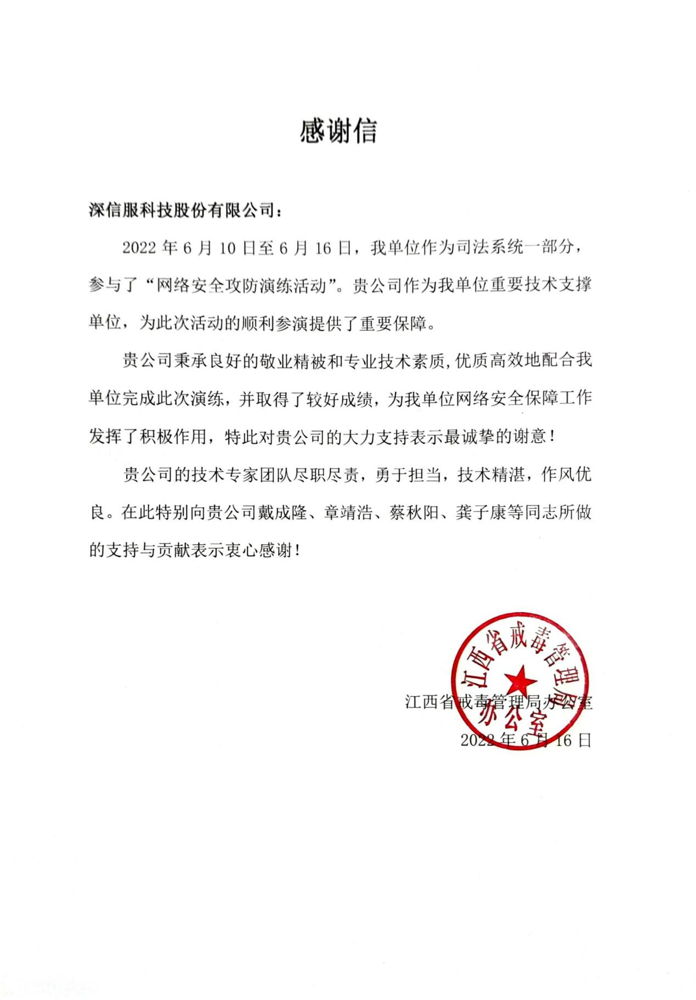 感谢信
深信服科技股份有限公司：
2022年6月10日至6月16日，我单位作为司法系统一部分，
参与了“网络安全攻防演练活动”。贵公司作为我单位重要技术支撑
单位，为此次活动的顺利参演提供了重要保障。
贵公司秉承良好的敬业精被和专业技术素质,优质高效地配合我
单位完成此次演练，并取得了较好成绩，为我单位网络安全保障工作
发挥了积极作用，特此对贵公司的大力支持表示最诚挚的谢意！
贵公司的技术专家团队尽职尽责，勇于担当，技术精湛，作风优
良。在此特别向贵公司戴成隆、章靖浩、蔡秋阳、龚子康等同志所做
的支持与贡献表示衷心感谢！
江西省戒毒管理局
办公室
江西省戒毒管理局办公室
2022年6月16日